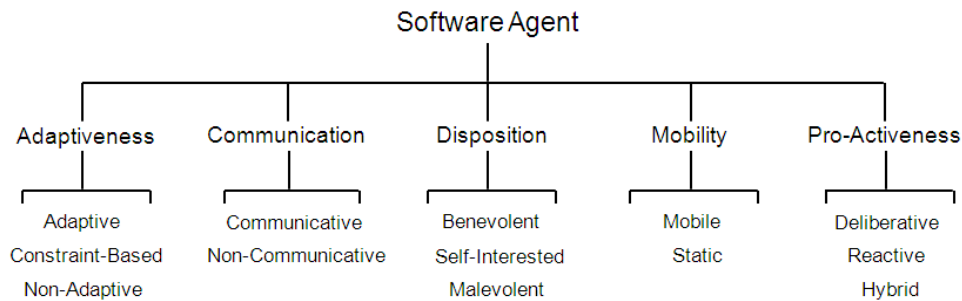 Software Agent
Adaptiveness Communication Disposition Mobility Pro-Activeness
Adaptive Communicative Benevolent Mobile Deliberative
Constraint-Based Non-Communicative Self-Interested Static Reactive
Non-Adaptive Malevolent Hybrid